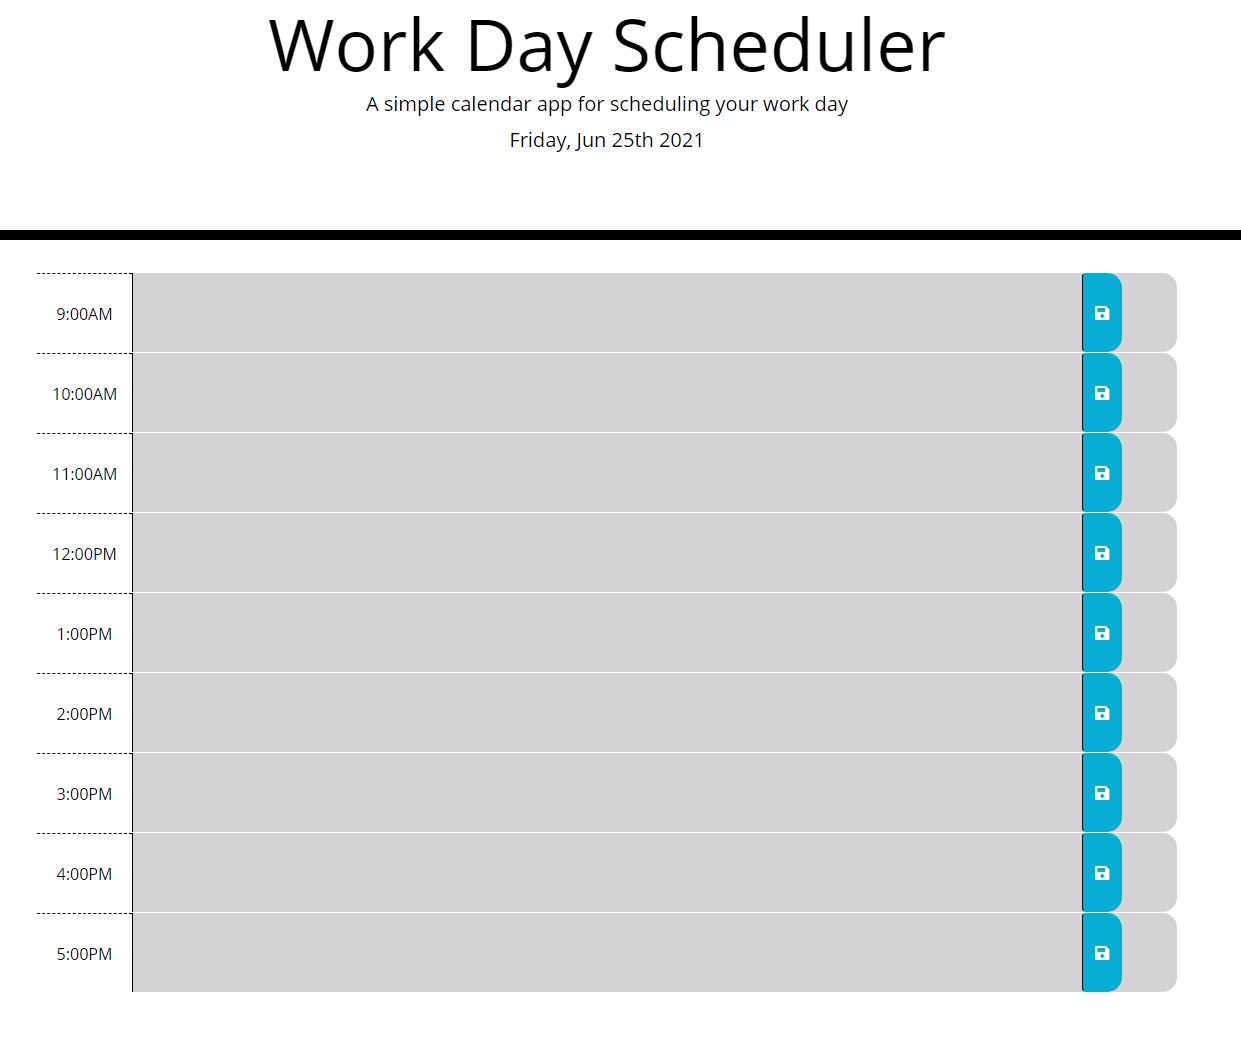 Work Day Scheduler
A simple calendar app for scheduling your work day
Friday, Jun 25th 2021
9:00AM
10:00AM
11:00AM
12:00PM
1:00PM
2:00PM
3:00PM
4:00PM
5:00PM